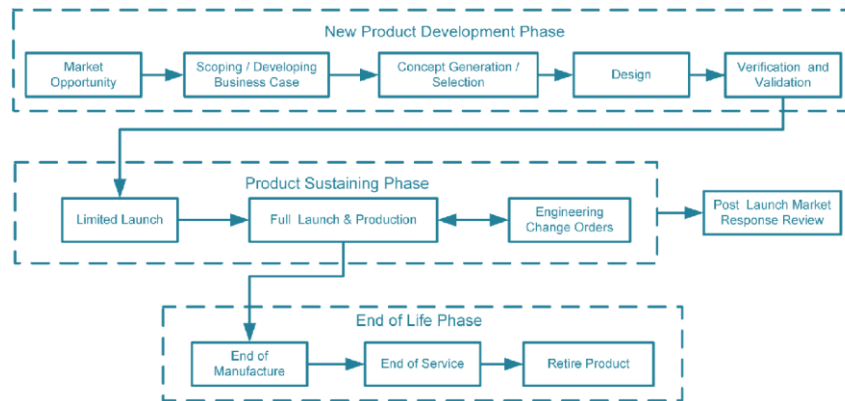 New Product Development Phase
Market
Opportunity
Scoping / Developing
Business Case
Concept Generation /
Selection
Design
Verification and
Validation
Product Sustaining Phase
Limited Launch
Full Launch & Production
Engineering
Change Orders
Post Launch Market
Response Review
End of Life Phase
End of
Manufacture
End of Service
Retire Product